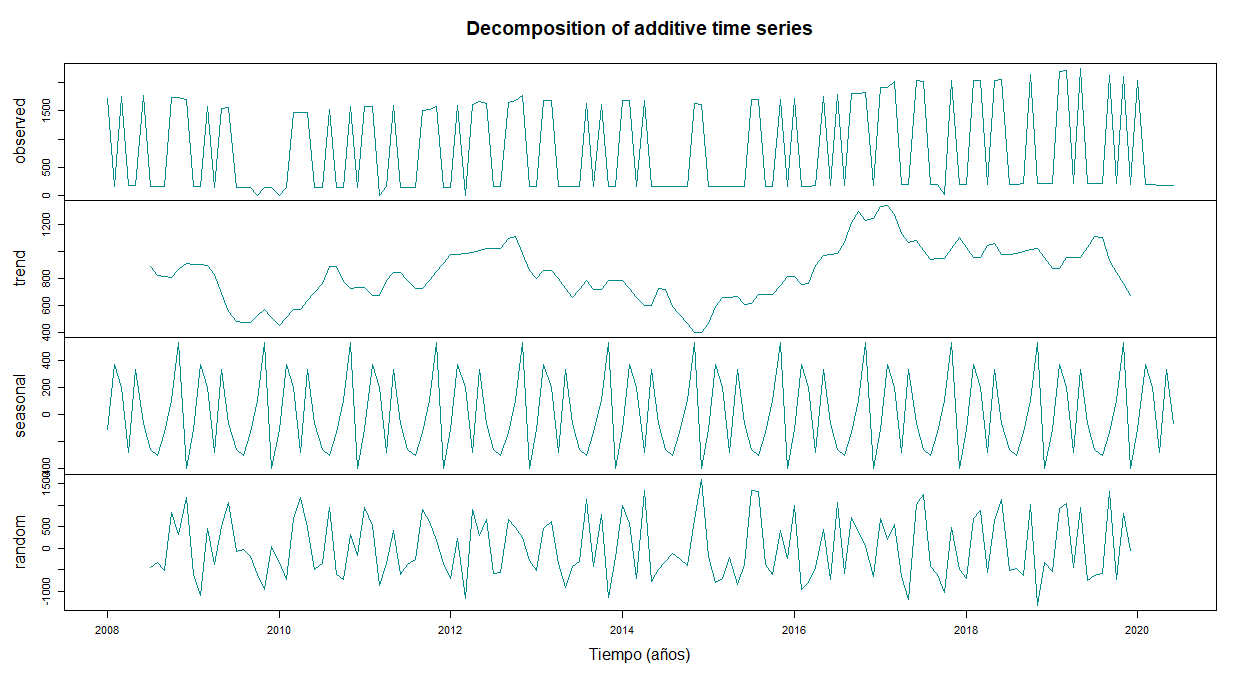 Decomposition of additive time series
observed
0 500 1500
trend
400 600 800 1200
seasonal
400 0 200 400
random
-1000 0 500 1500
2008 2010 2012 2014 2016 2018 2020
Tiempo (años)